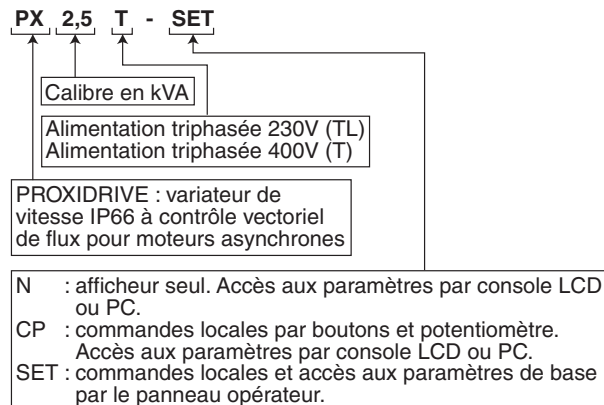 PX 2,5 T - SET
Calibre en kVA
Alimentation triphasée 230V (TL)
Alimentation triphasée 400V (T)
PROXIDRIVE : variateur de
vitesse IP66 à contrôle vectoriel
de flux pour moteurs asynchrones
N : afficheur seul. Accès aux paramètres par console LCD
ou PC.
CP : commandes locales par boutons et potentiomètre.
Accès aux paramètres par console LCD ou PC.
SET : commandes locales et accès aux paramètres de base
par le panneau opérateur.